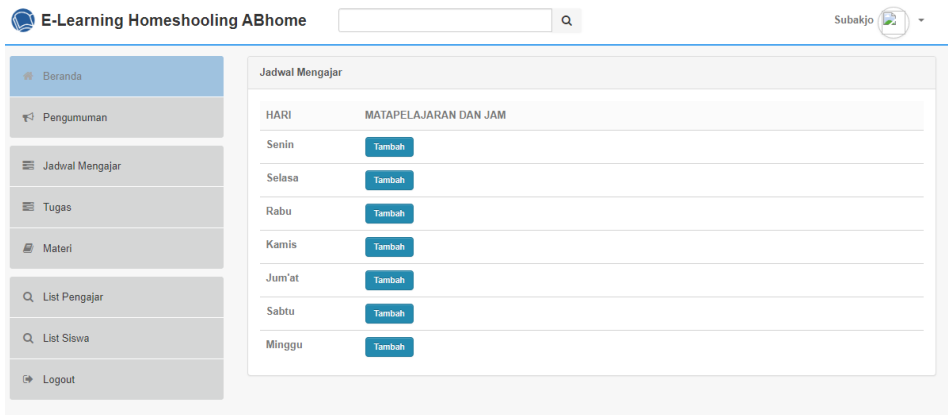 E-Learning Homeshooling ABhome
Subakjo
Beranda
Pengumuman
Jadwal Mengajar
Tugas
Materi
List Pengajar
List Siswa
Logout
Jadwal Mengajar
HARI MATAPELAJARAN DAN JAM
Senin Tambah
Selasa Tambah
Rabu Tambah
Kamis Tambah
Jum'at Tambah
Sabtu Tambah
Minggu Tambah